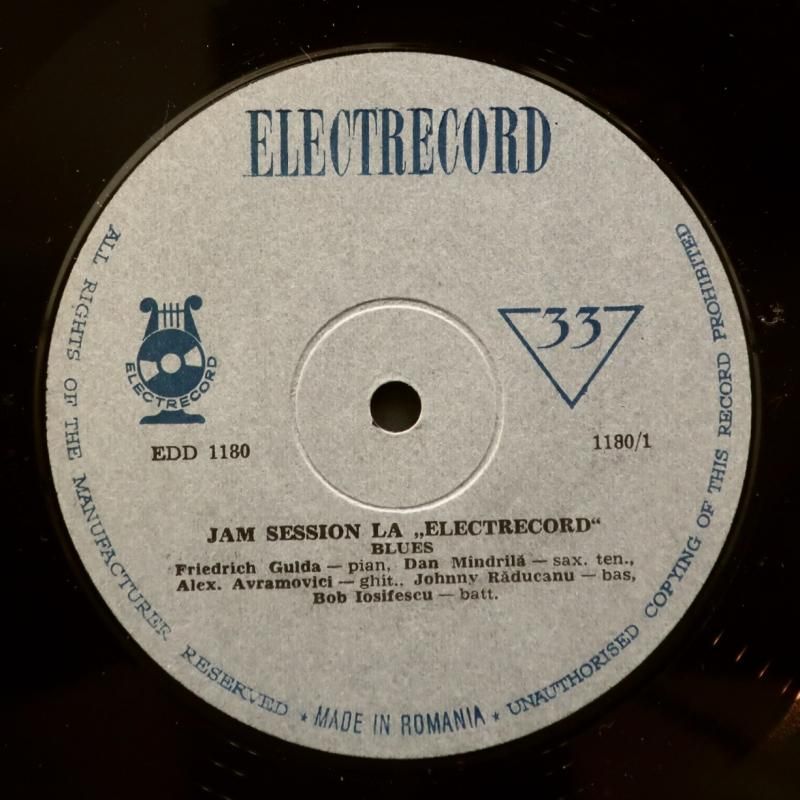 ELECTRECORD
ALL RIGHTS OF THE MANUFACTURER RESERVED ★ MADE IN ROMANIA ★ UNAUTHORISED COPYING OF THIS RECORD PROHIBITED
ELECTRECORD
33
EDD 1180
1180/1
JAM SESSION LA „ELECTRECORD“
BLUES
Friedrich Gulda — pian, Dan Mindrilă — sax. ten.,
Alex. Avramovici — ghit., Johnny Răducanu — bas,
Bob Iosifescu — batt.